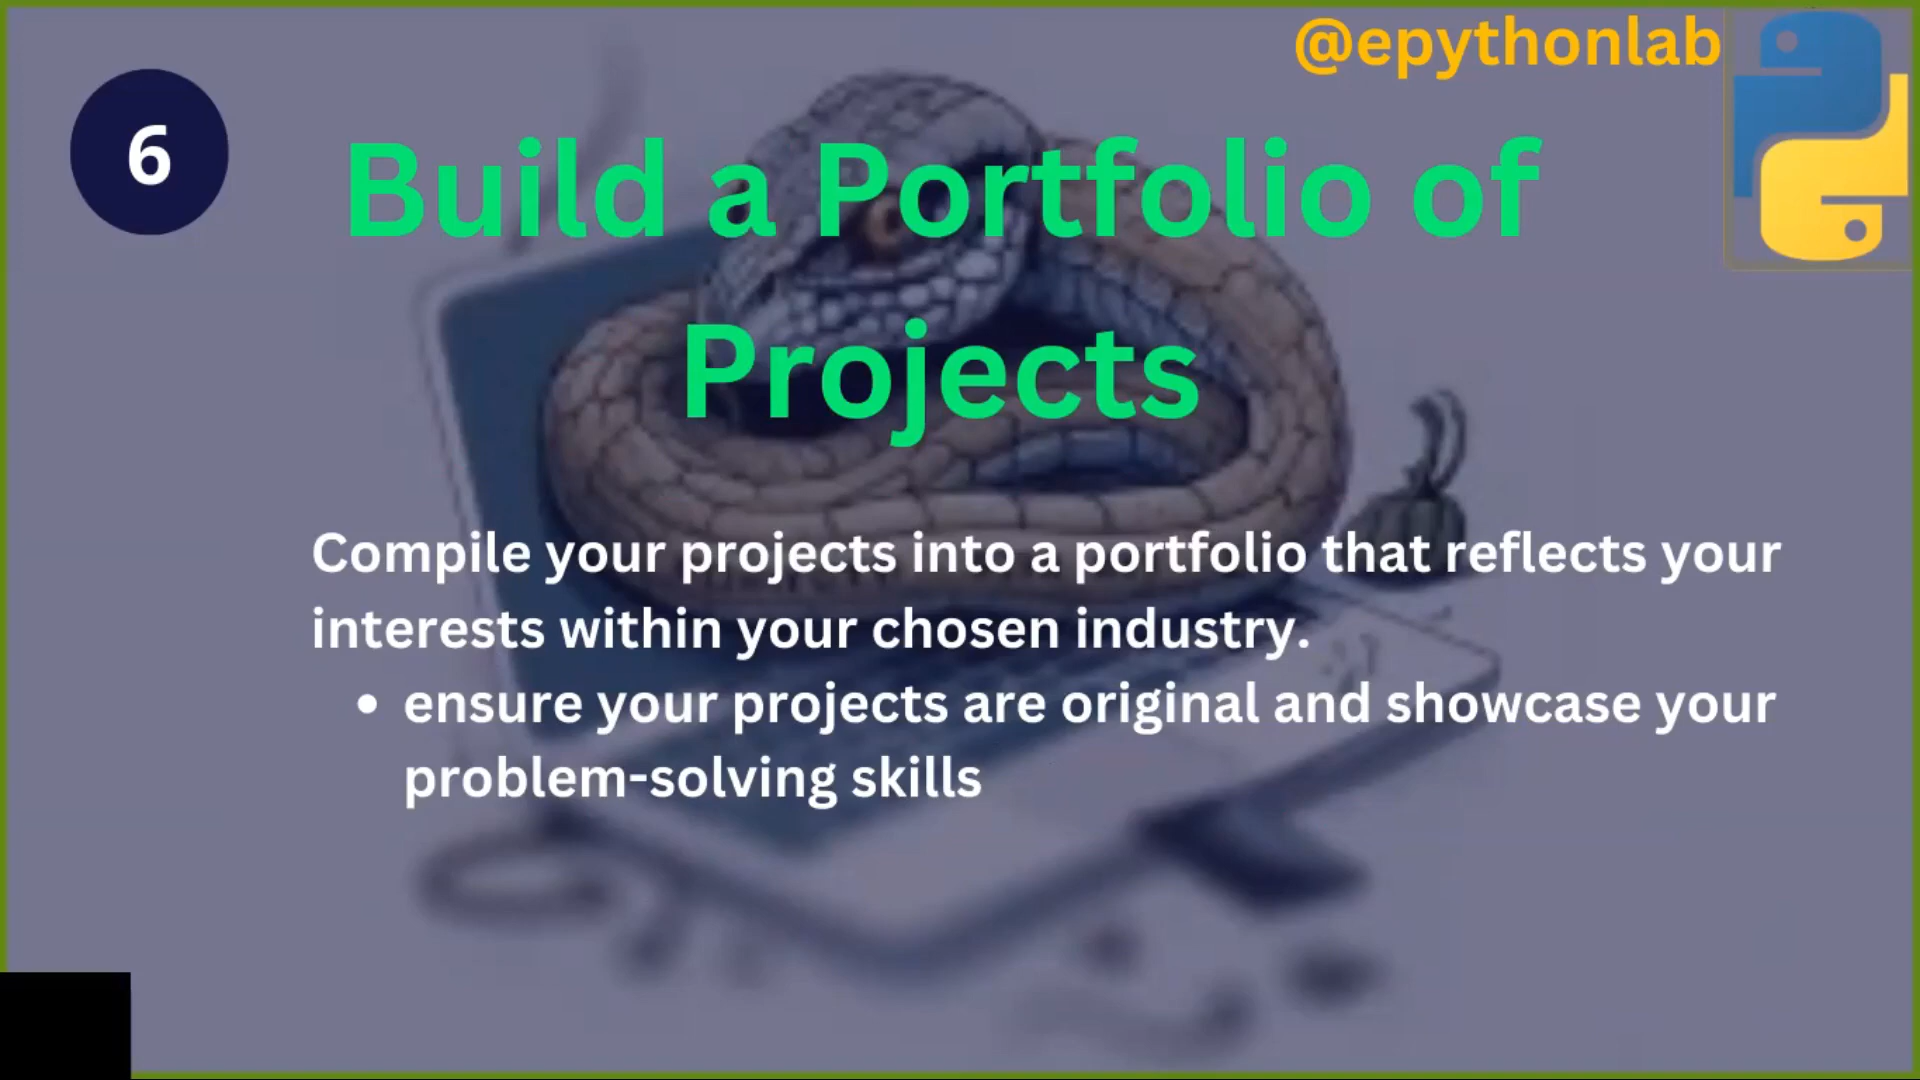 @epythonlab
6
Build a Portfolio of
Projects
Compile your projects into a portfolio that reflects your
interests within your chosen industry.
• ensure your projects are original and showcase your
problem-solving skills